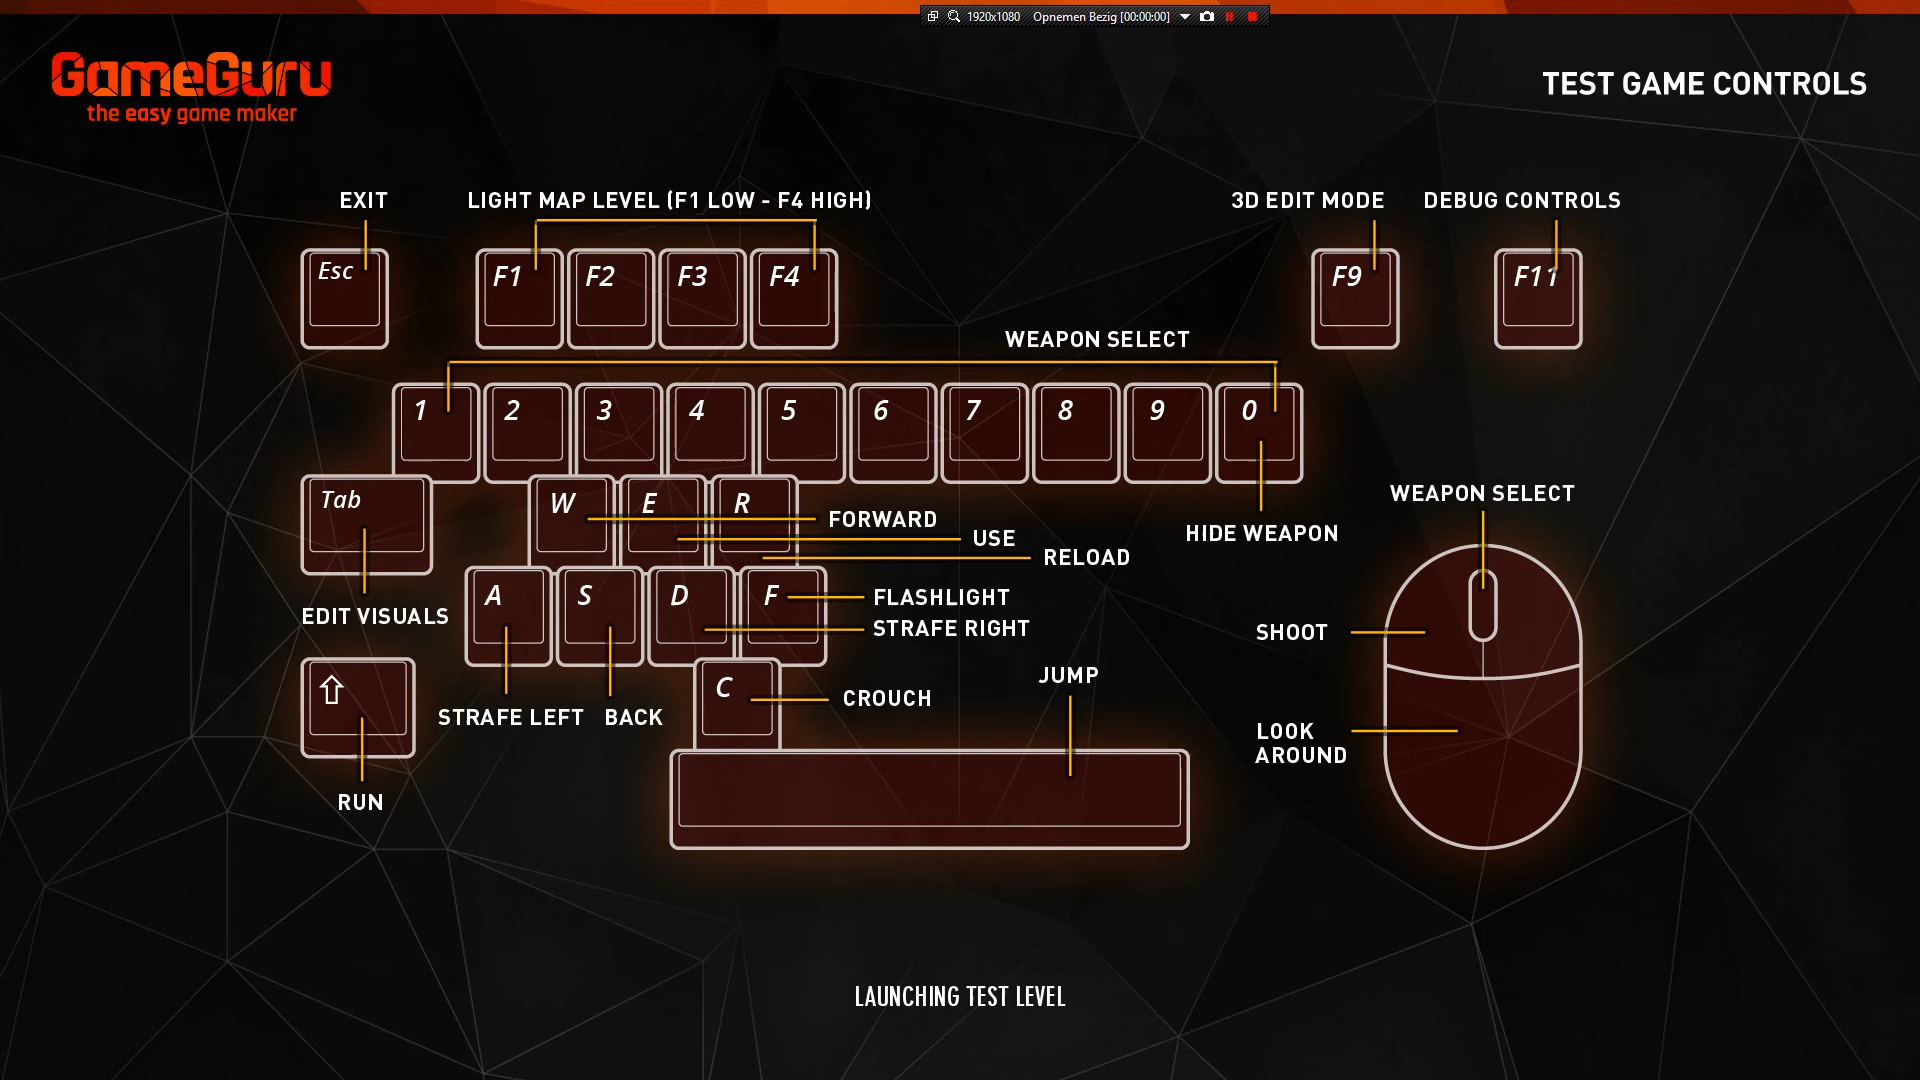 1920x1080 Opnemen Bezig [00:00:00]
GameGuru
the easy game maker
TEST GAME CONTROLS
EXIT
LIGHT MAP LEVEL (F1 LOW - F4 HIGH)
3D EDIT MODE
DEBUG CONTROLS
Esc
F1
F2
F3
F4
F9
F11
WEAPON SELECT
1
2
3
4
5
6
7
8
9
0
Tab
W
E
R
FORWARD
USE
RELOAD
HIDE WEAPON
WEAPON SELECT
EDIT VISUALS
A
S
D
F
FLASHLIGHT
STRAFE RIGHT
SHOOT
STRAFE LEFT
BACK
C
CROUCH
JUMP
LOOK
AROUND
RUN
LAUNCHING TEST LEVEL